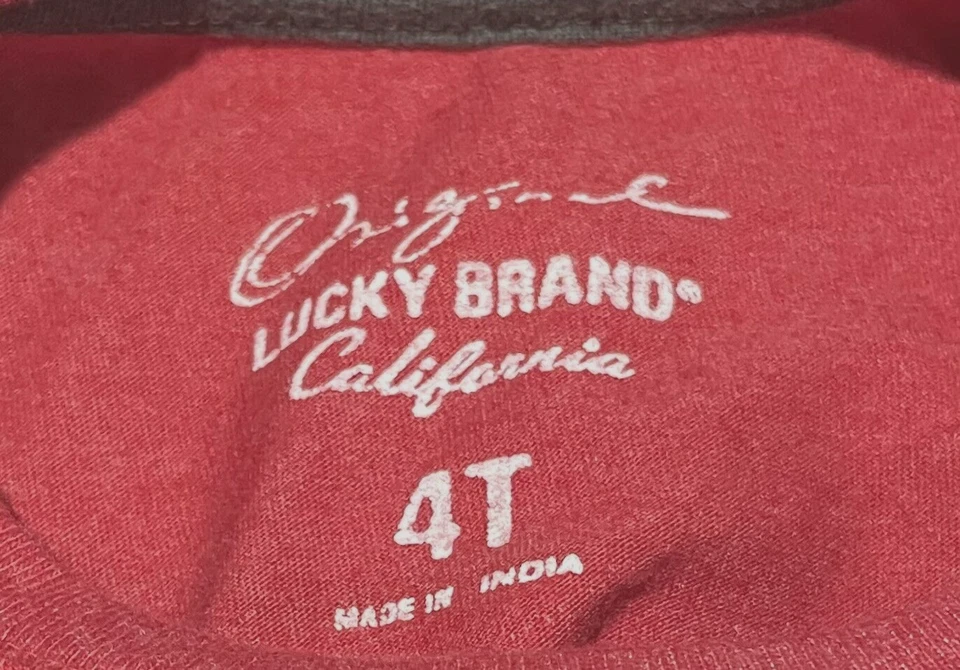 Original
LUCKY BRAND®
California
4T
MADE IN INDIA